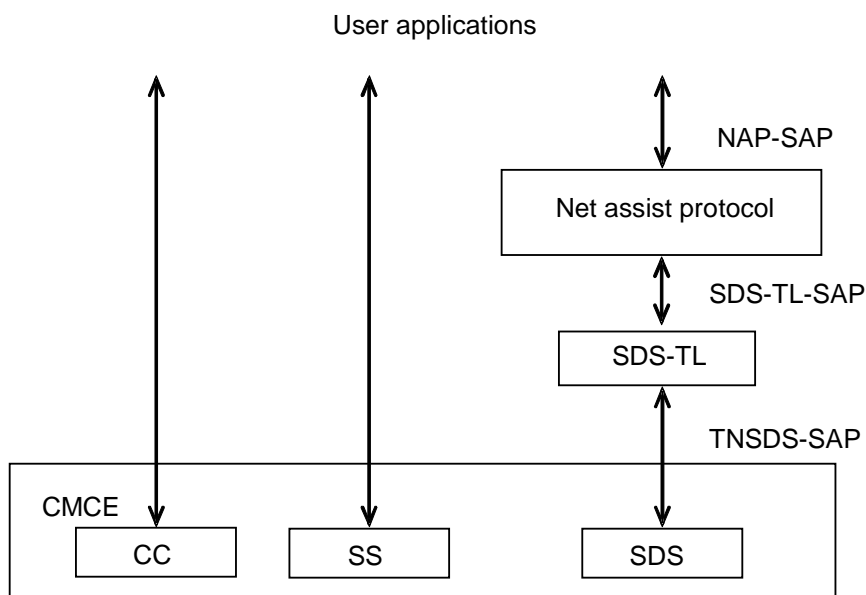 User applications
NAP-SAP
Net assist protocol
SDS-TL-SAP
SDS-TL
TNSDS-SAP
CMCE
CC
SS
SDS